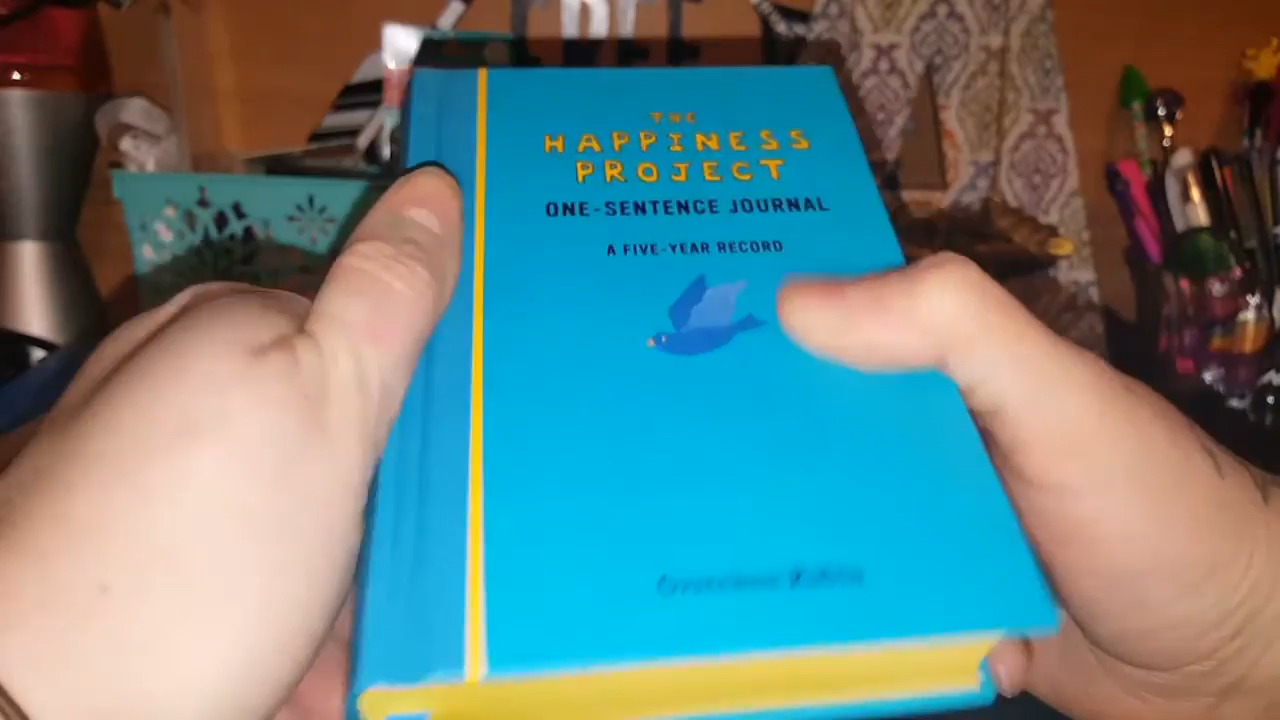 THE
HAPPINESS
PROJECT
ONE-SENTENCE JOURNAL
A FIVE-YEAR RECORD